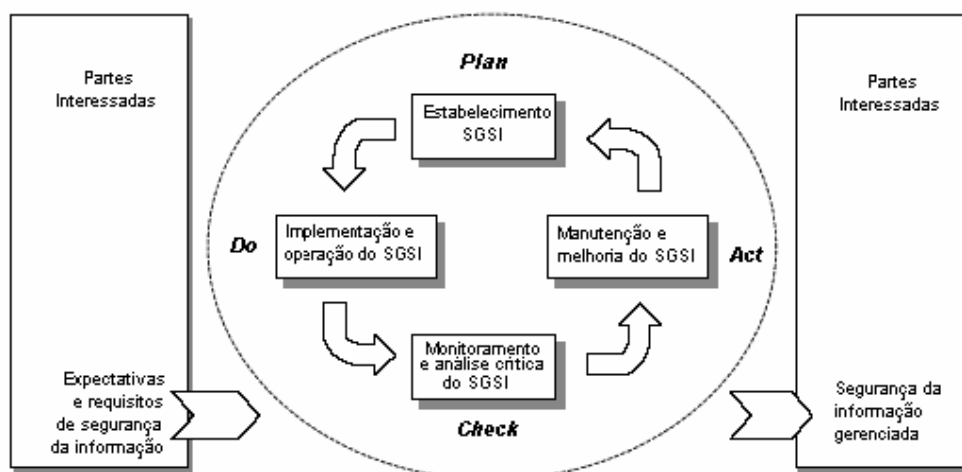 Partes
Interessadas
Expectativas
e requisitos
de segurança
da informação
Plan
Estabelecimento
SGSI
Do
Implementação e
operação do SGSI
Manutenção e
melhoria do SGSI
Act
Monitoramento
e análise crítica
do SGSI
Check
Partes
Interessadas
Segurança da
informação
gerenciada